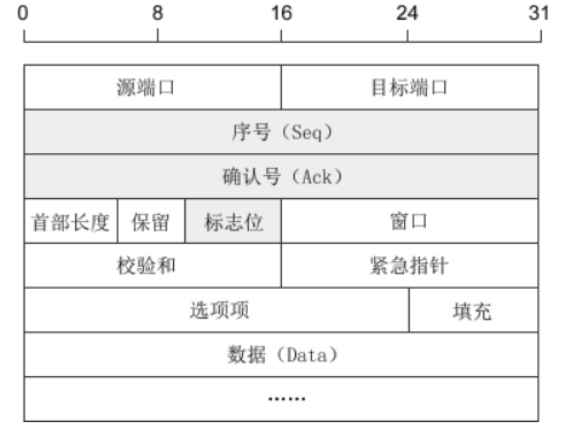 0 8 16 24 31
源端口 目标端口
序号（Seq）
确认号（Ack）
首部长度 保留 标志位 窗口
校验和 紧急指针
选项项 填充
数据（Data）
······